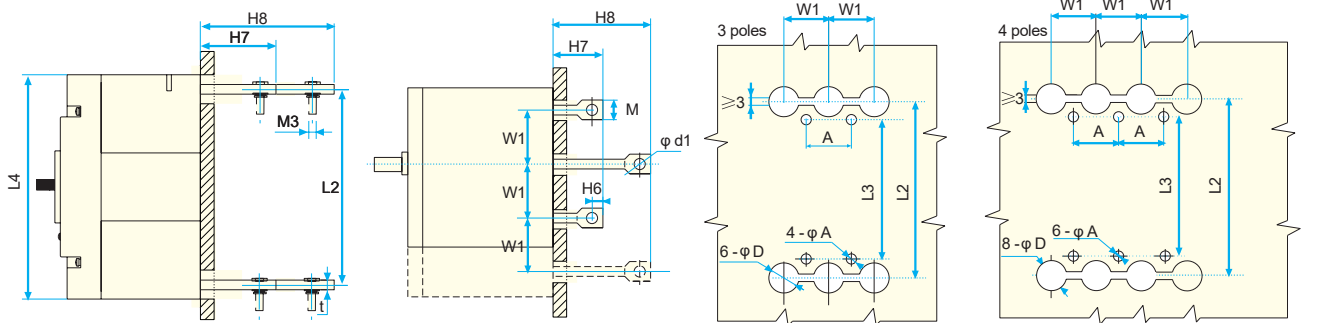 H8
H7
L4
M3
L2
t
H8
H7
M
W1
φ d1
W1
H6
W1
3 poles
W1 W1
≥3
A
L3
L2
4 - φ A
6 - φ D
4 poles
W1 W1 W1
≥3
A A
L3
L2
6 - φ A
8 - φ D